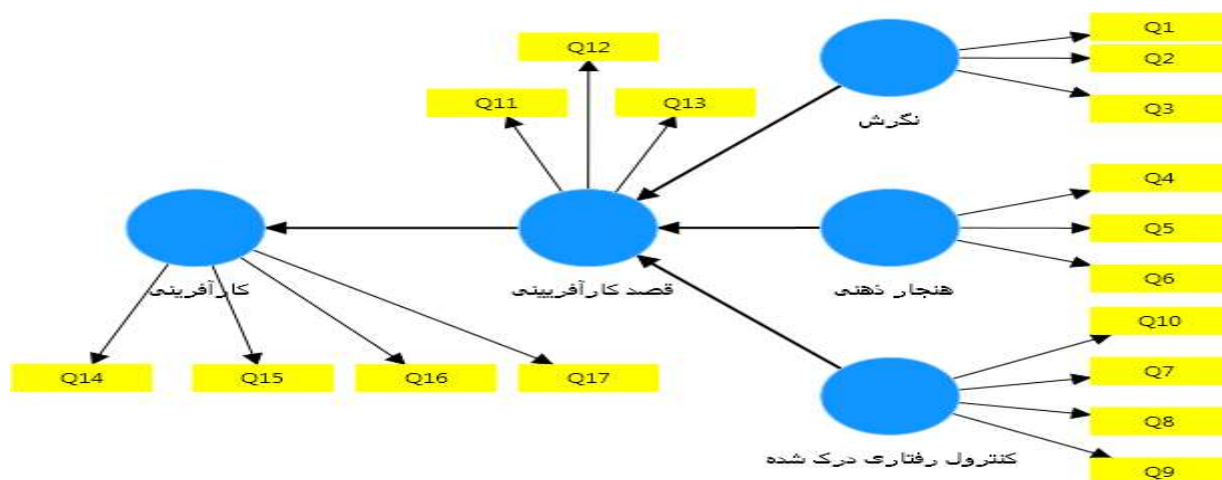 Q1
Q2
Q3
نگرش
Q12
Q11
Q13
Q4
Q5
Q6
هنجار ذهنی
قصد کارآفریینی
کارآفرینی
Q14
Q15
Q16
Q17
Q10
Q7
Q8
Q9
کنترول رفتاری درک شده